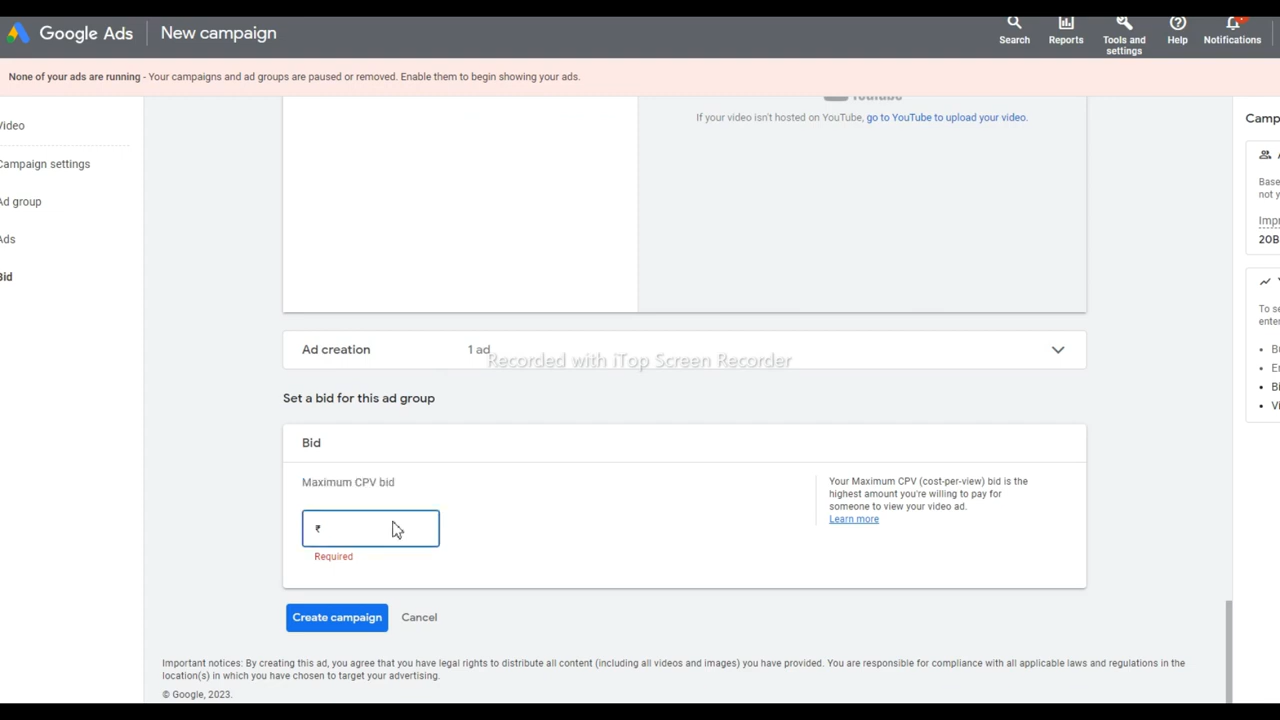 Google Ads
New campaign
Search
Reports
Tools and
settings
Help
Notifications
None of your ads are running - Your campaigns and ad groups are paused or removed. Enable them to begin showing your ads.
Video
Campaign settings
Ad group
Ads
Bid
YouTube
If your video isn't hosted on YouTube, go to YouTube to upload your video.
Ad creation
1 ad
Recorded with iTop Screen Recorder
Set a bid for this ad group
Bid
Maximum CPV bid
₹
Required
Your Maximum CPV (cost-per-view) bid is the
highest amount you're willing to pay for
someone to view your video ad.
Learn more
Create campaign
Cancel
Important notices: By creating this ad, you agree that you have legal rights to distribute all content (including all videos and images) you have provided. You are responsible for compliance with all applicable laws and regulations in the
location(s) in which you have chosen to target your advertising.
© Google, 2023.
Camp
Base
not y
Impr
20B
To se
enter